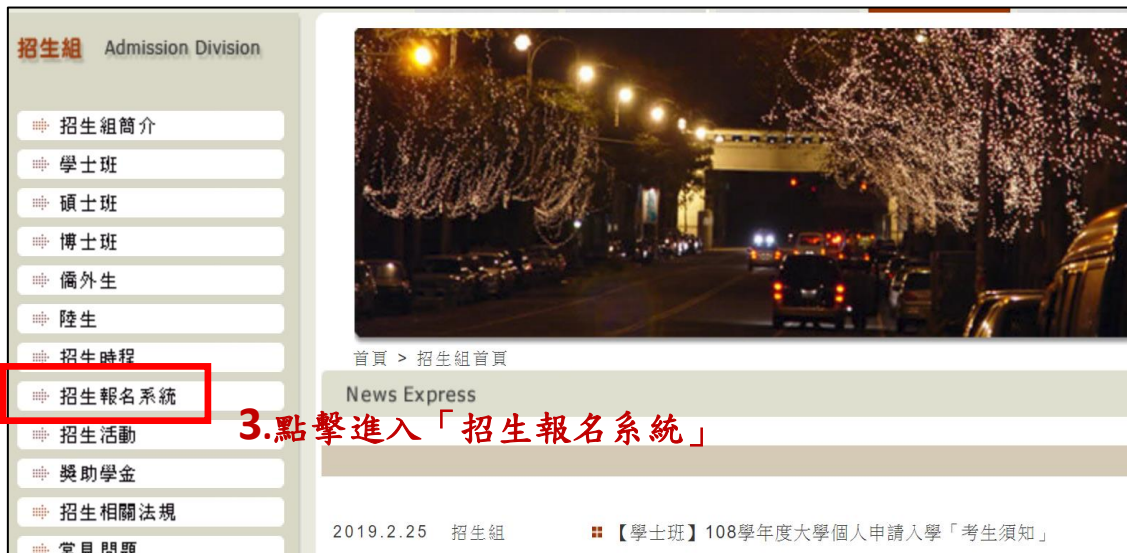 招生組 Admission Division
招生組簡介
學士班
碩士班
博士班
僑外生
陸生
招生時程
招生報名系統
招生活動
獎助學金
招生相關法規
常見問題
首頁 > 招生組首頁
News Express
3.點擊進入「招生報名系統」
2019.2.25 招生組 【學士班】108學年度大學個人申請入學「考生須知」